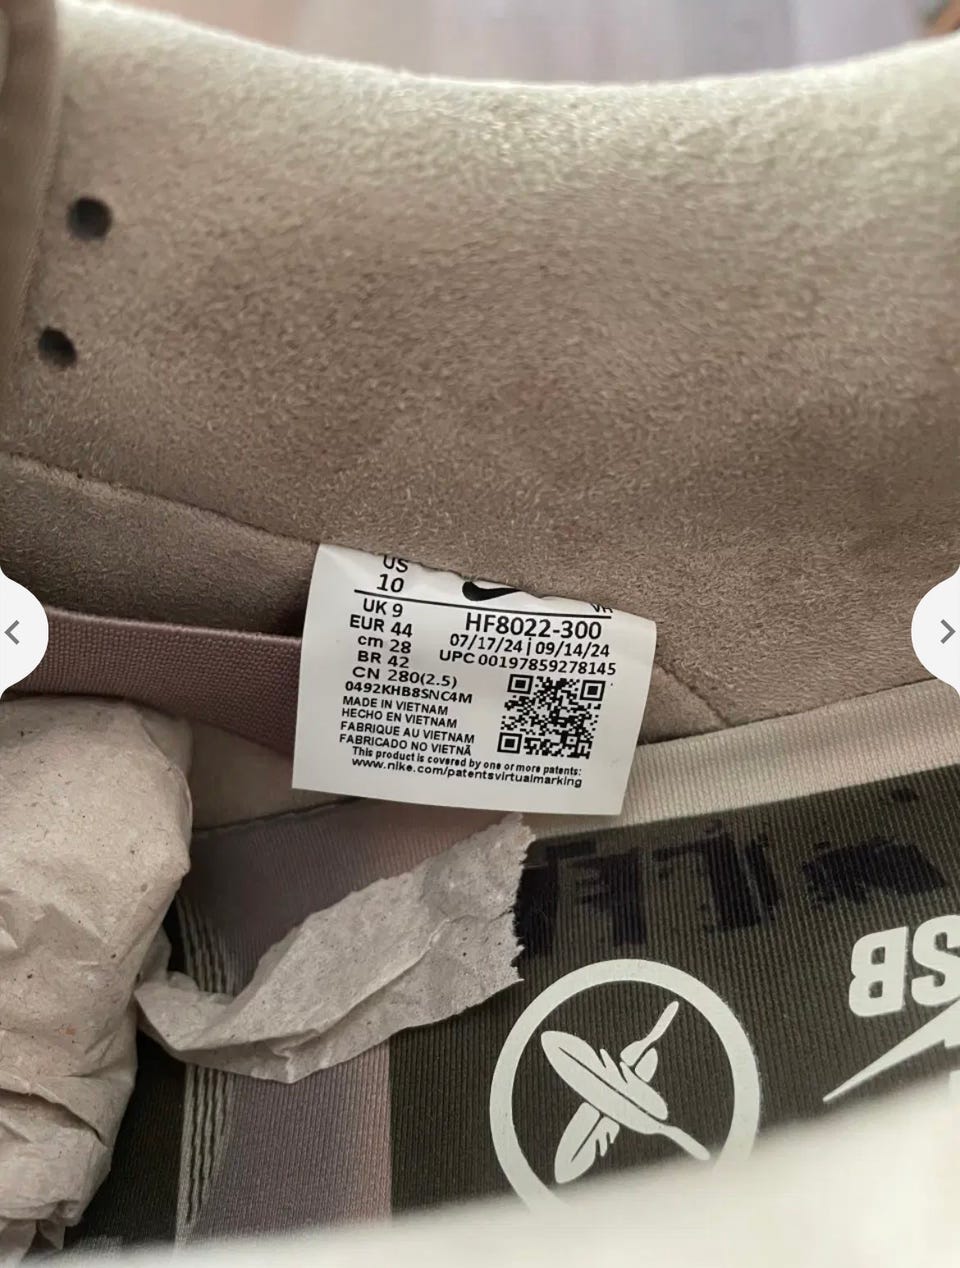 US
10
UK 9
EUR 44
cm 28
BR 42
CN 280(2.5)
0492KHB8SNC4M
MADE IN VIETNAM
HECHO EN VIETNAM
FABRIQUE AU VIETNAM
FABRICADO NO VIETNÃ
This product is covered by one or more patents:
www.nike.com/patentsvirtualmarking
HF8022-300
07/17/24 | 09/14/24
UPC 00197859278145
SB